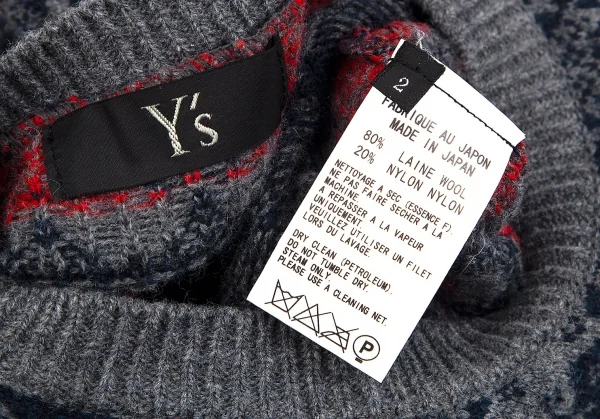 Y's
2
FABRIQUE AU JAPON
MADE IN JAPAN
80% LAINE WOOL
20% NYLON NYLON
NETTOYAGE A SEC (ESSENCE F).
NE PAS FAIRE SECHER A LA
MACHINE.
A REPASSER A LA VAPEUR
UNIQUEMENT.
VEUILLEZ UTILISER UN FILET
LORS DU LAVAGE.
DRY CLEAN (PETROLEUM).
DO NOT TUMBLE DRY.
STEAM ONLY.
PLEASE USE A CLEANING NET.
P